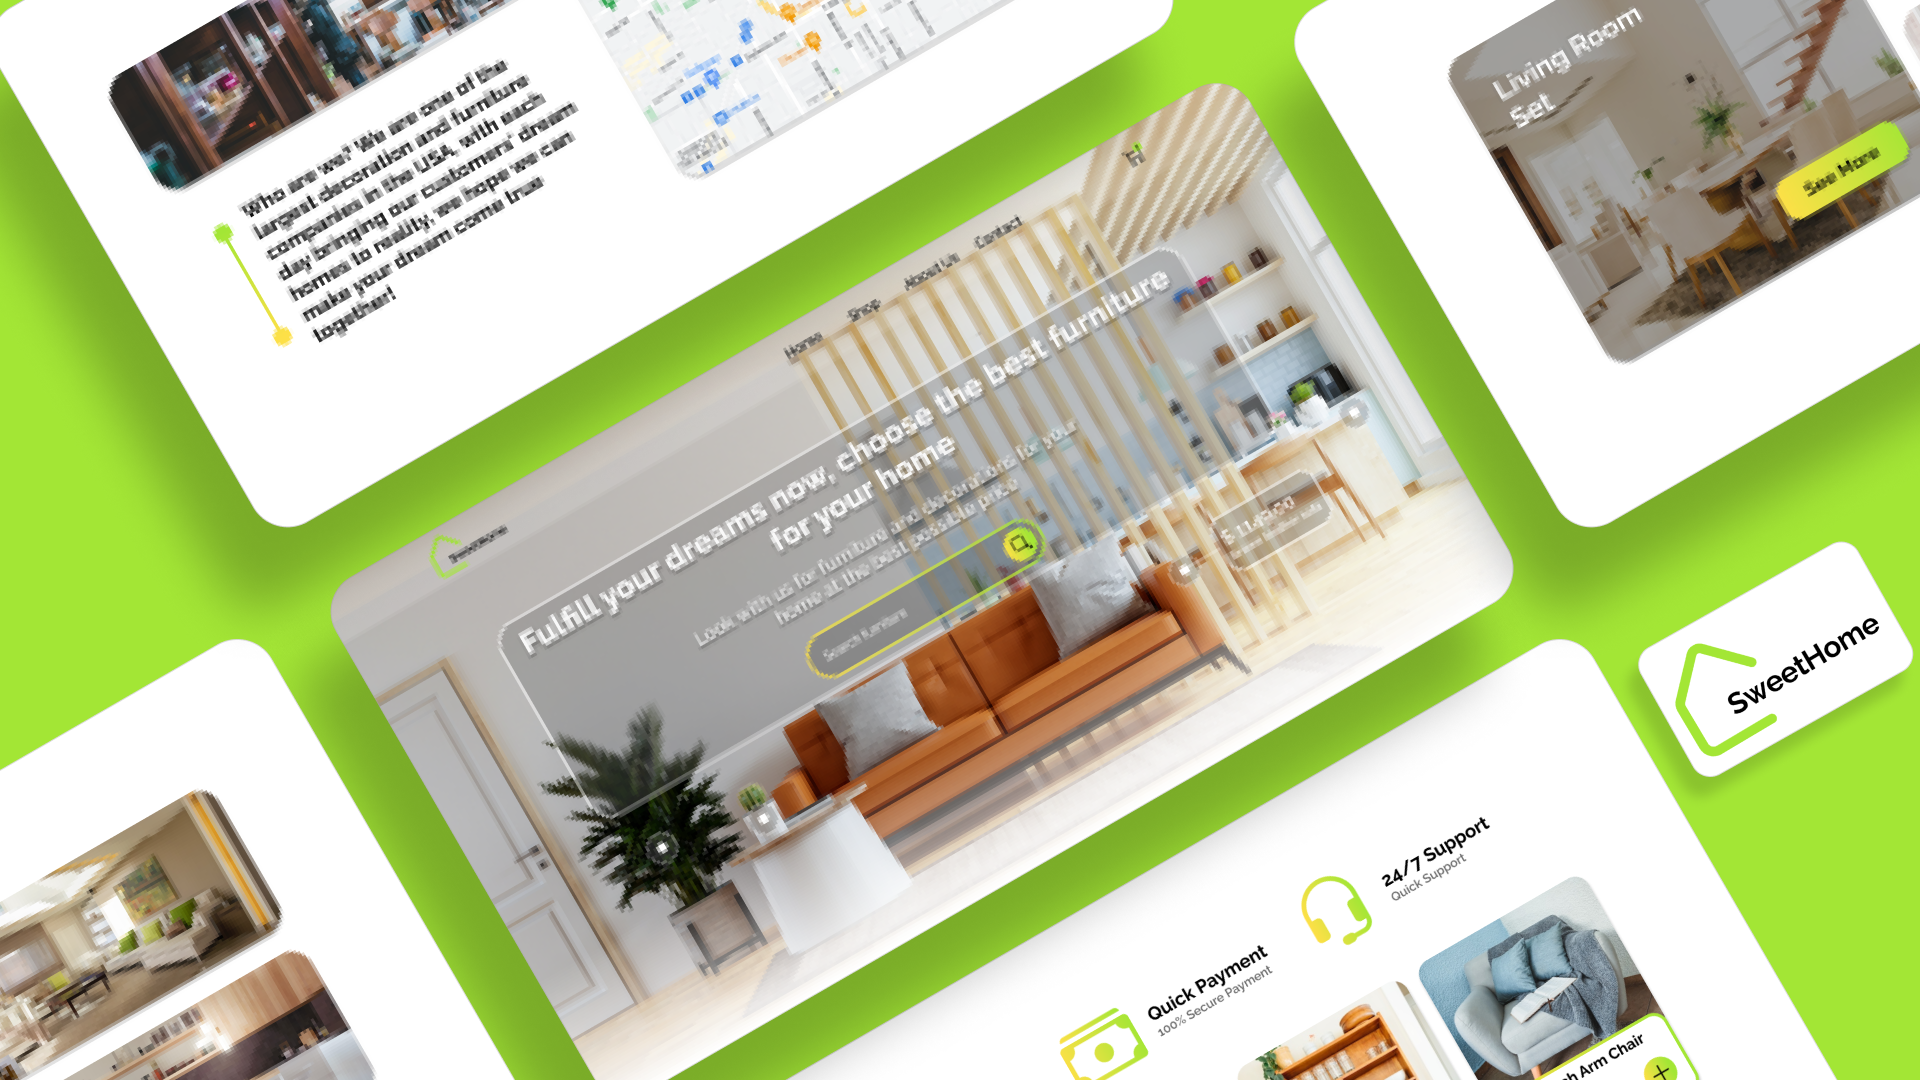 Who are we? We are one of the
largest decoration and furniture
companies in the USA, with each
day bringing our customers' dream
homes to reality, we hope we can
make your dream come true
together!
Living Room
Set
See More
SweetHome
Home
Shop
About Us
Contact
Fulfill your dreams now, choose the best furniture
for your home
Look with us for furniture and decorations for your
home at the best possible price
Search furniture
SweetHome
24/7 Support
Quick Support
Quick Payment
100% Secure Payment
Arm Chair